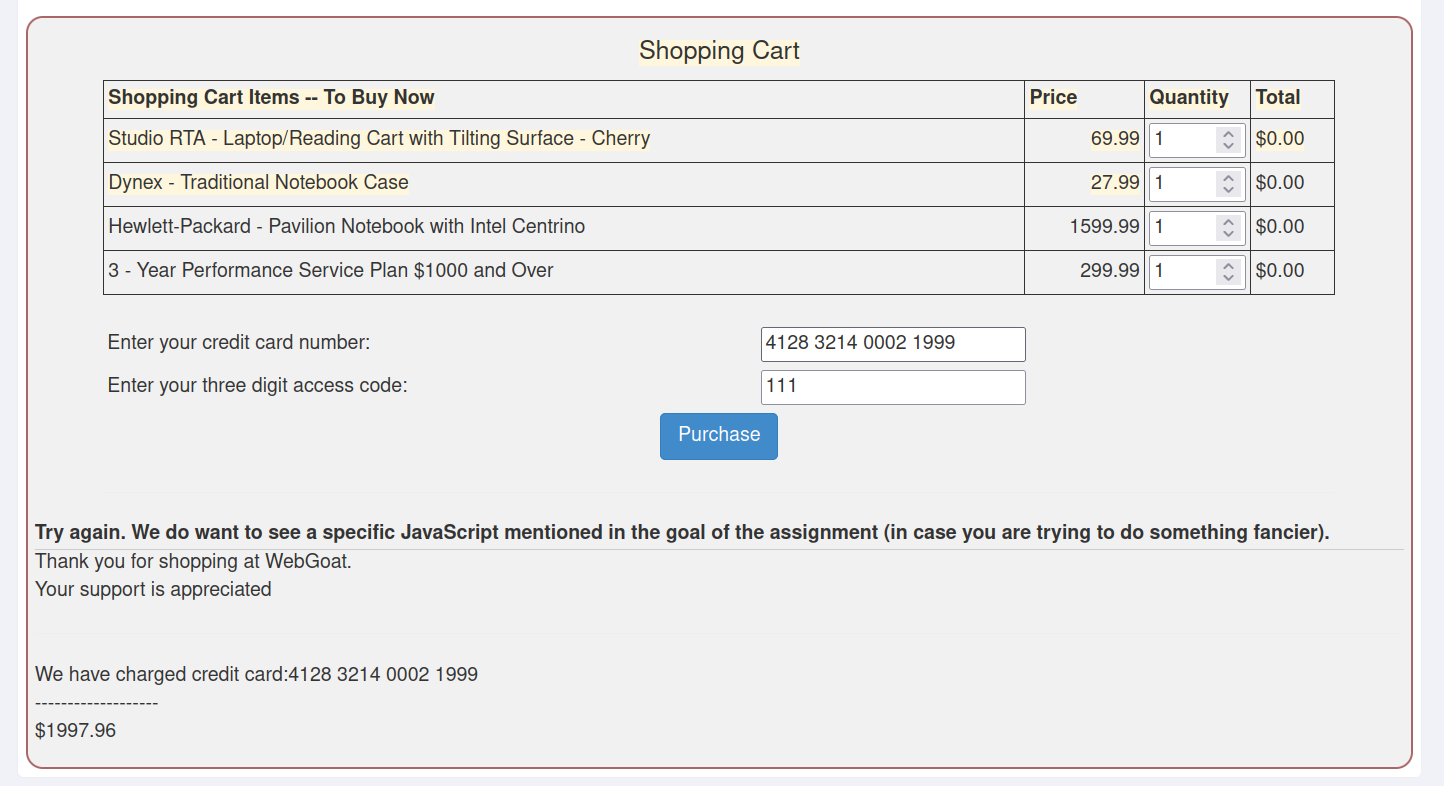 Shopping Cart
Shopping Cart Items -- To Buy Now Price Quantity Total
Studio RTA - Laptop/Reading Cart with Tilting Surface - Cherry 69.99 1 $0.00
Dynex - Traditional Notebook Case 27.99 1 $0.00
Hewlett-Packard - Pavilion Notebook with Intel Centrino 1599.99 1 $0.00
3 - Year Performance Service Plan $1000 and Over 299.99 1 $0.00
Enter your credit card number: 4128 3214 0002 1999
Enter your three digit access code: 111
Purchase
Try again. We do want to see a specific JavaScript mentioned in the goal of the assignment (in case you are trying to do something fancier).
Thank you for shopping at WebGoat.
Your support is appreciated
We have charged credit card:4128 3214 0002 1999
-------------------
$1997.96